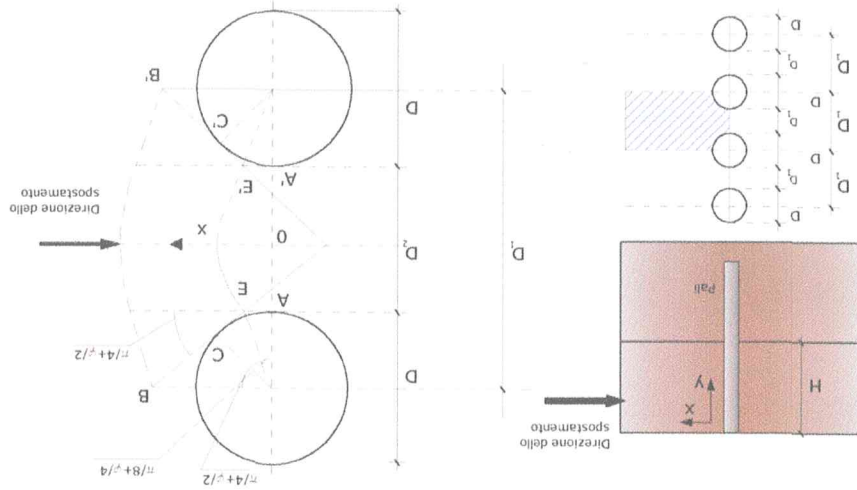 Direzione dello
spostamento
H
y
x
Pali
D
D₁
D₁
D
D₁
D₁
D
D₁
D₁
D
π/4+φ/2
π/8+φ/4
B
C
π/4+φ/2
A
E
D
D₁
D₂
O
x
Direzione dello
spostamento
A'
E'
C'
B'
D